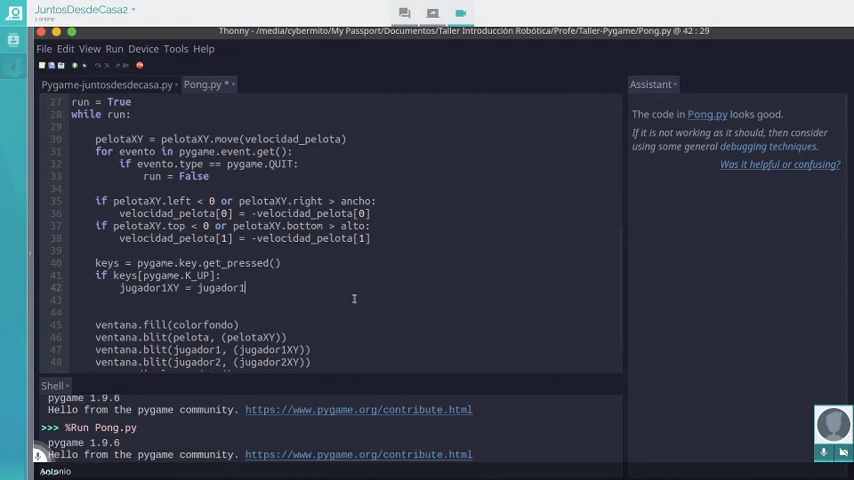 JuntosDesdeCasa2
1 online
Thonny - /media/cybermito/My Passport/Documentos/Taller Introducción Robótica/Profe/Taller-Pygame/Pong.py @ 42 : 29
File Edit View Run Device Tools Help
Pygame-juntosdesdecasa.py Pong.py *
Assistant
27 run = True
28 while run:
29
30 pelotaXY = pelotaXY.move(velocidad_pelota)
31 for evento in pygame.event.get():
32 if evento.type == pygame.QUIT:
33 run = False
34
35 if pelotaXY.left < 0 or pelotaXY.right > ancho:
36 velocidad_pelota[0] = -velocidad_pelota[0]
37 if pelotaXY.top < 0 or pelotaXY.bottom > alto:
38 velocidad_pelota[1] = -velocidad_pelota[1]
39
40 keys = pygame.key.get_pressed()
41 if keys[pygame.K_UP]:
42 jugador1XY = jugador1
43
44
45 ventana.fill(colorfondo)
46 ventana.blit(pelota, (pelotaXY))
47 ventana.blit(jugador1, (jugador1XY))
48 ventana.blit(jugador2, (jugador2XY))
The code in Pong.py looks good.
If it is not working as it should, then consider
using some general debugging techniques.
Was it helpful or confusing?
Shell
pygame 1.9.6
Hello from the pygame community. https://www.pygame.org/contribute.html
>>> %Run Pong.py
pygame 1.9.6
Hello from the pygame community. https://www.pygame.org/contribute.html
Antonio